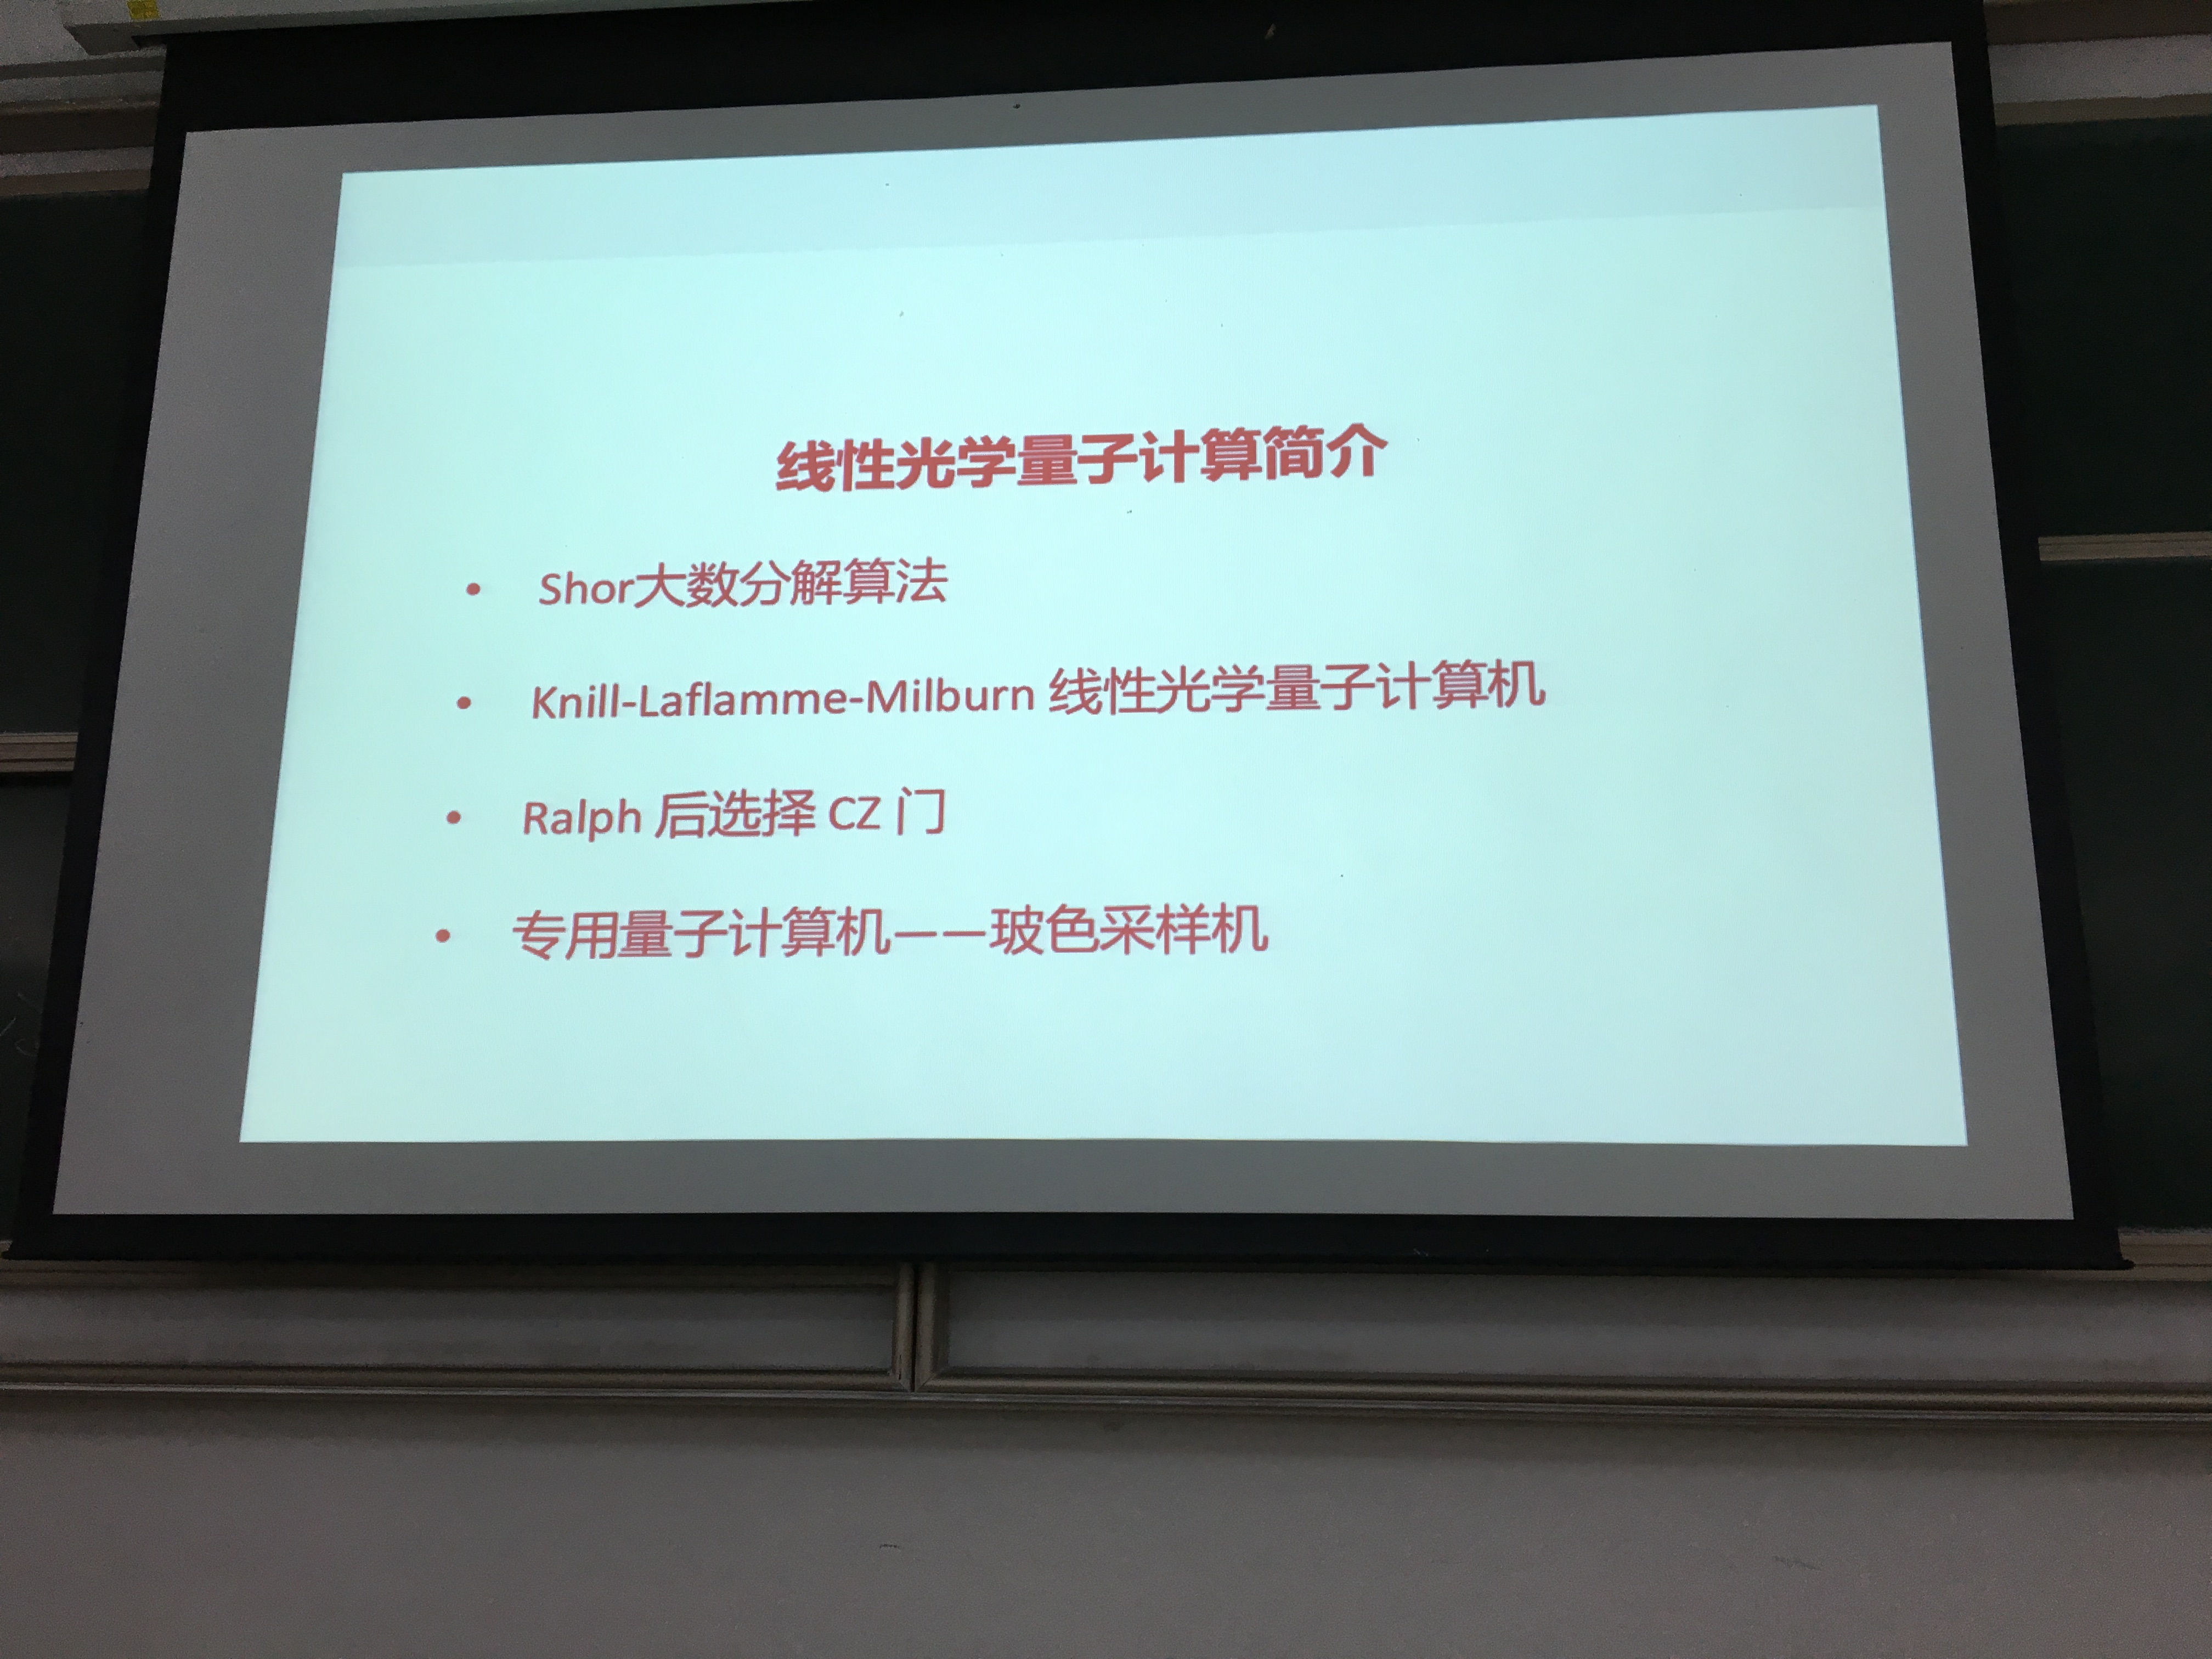 线性光学量子计算简介
• Shor大数分解算法
• Knill-Laflamme-Milburn 线性光学量子计算机
• Ralph 后选择 CZ 门
• 专用量子计算机——玻色采样机